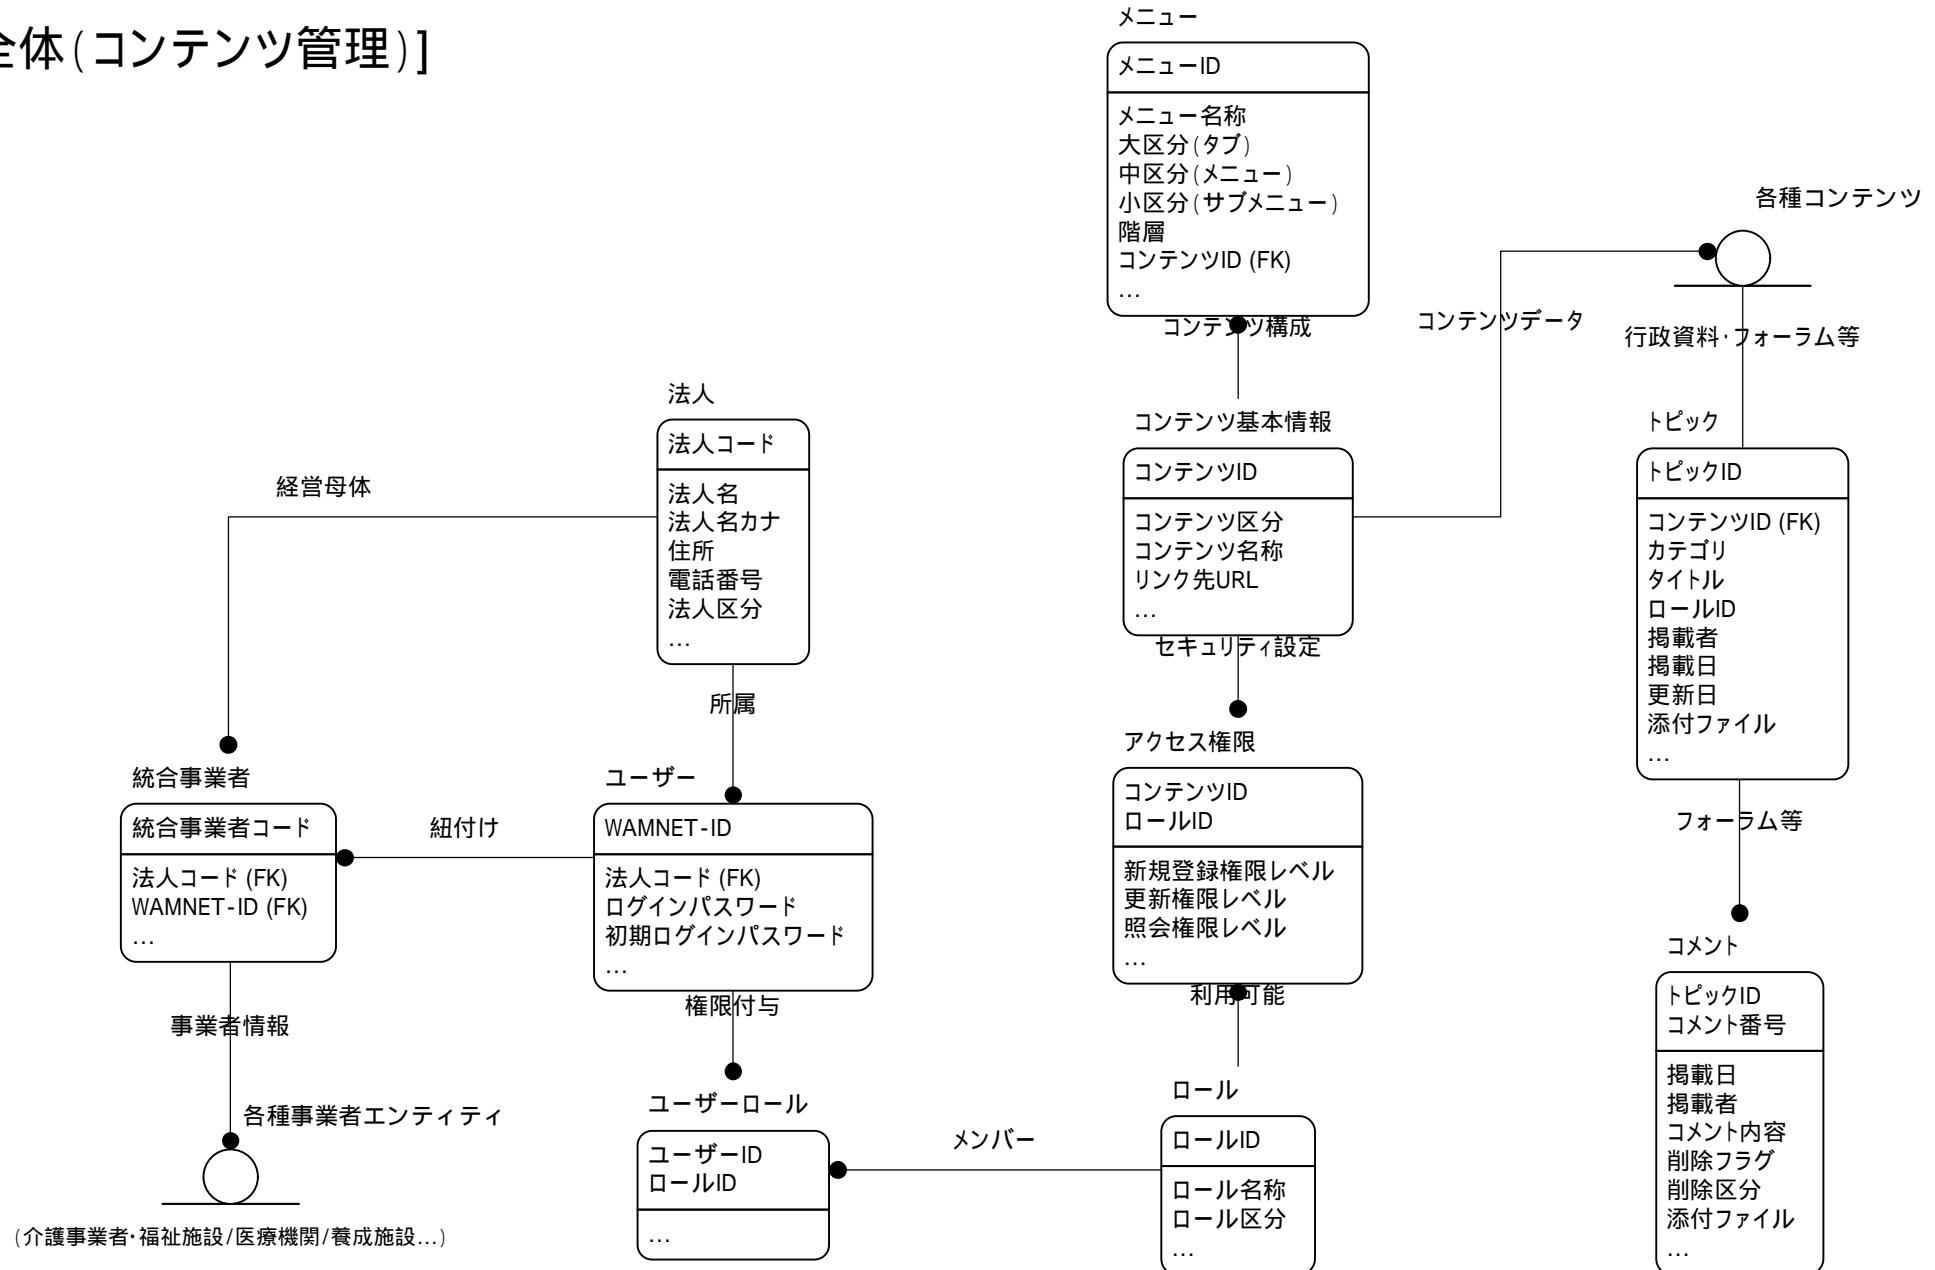 全体(コンテンツ管理)]
メニュー
メニューID
メニュー名称
大区分(タブ)
中区分(メニュー)
小区分(サブメニュー)
階層
コンテンツID (FK)
…
コンテンツ構成
各種コンテンツ
コンテンツデータ
行政資料・フォーラム等
法人
法人コード
法人名
法人名カナ
住所
電話番号
法人区分
…
経営母体
所属
コンテンツ基本情報
コンテンツID
コンテンツ区分
コンテンツ名称
リンク先URL
…
セキュリティ設定
トピック
トピックID
コンテンツID (FK)
カテゴリ
タイトル
ロールID
掲載者
掲載日
更新日
添付ファイル
…
フォーラム等
統合事業者
統合事業者コード
法人コード (FK)
WAMNET-ID (FK)
…
紐付け
ユーザー
WAMNET-ID
法人コード (FK)
ログインパスワード
初期ログインパスワード
…
権限付与
アクセス権限
コンテンツID
ロールID
新規登録権限レベル
更新権限レベル
照会権限レベル
…
利用可能
コメント
トピックID
コメント番号
掲載日
掲載者
コメント内容
削除フラグ
削除区分
添付ファイル
…
事業者情報
各種事業者エンティティ
(介護事業者・福祉施設/医療機関/養成施設…)
ユーザーロール
ユーザーID
ロールID
…
メンバー
ロール
ロールID
ロール名称
ロール区分
…